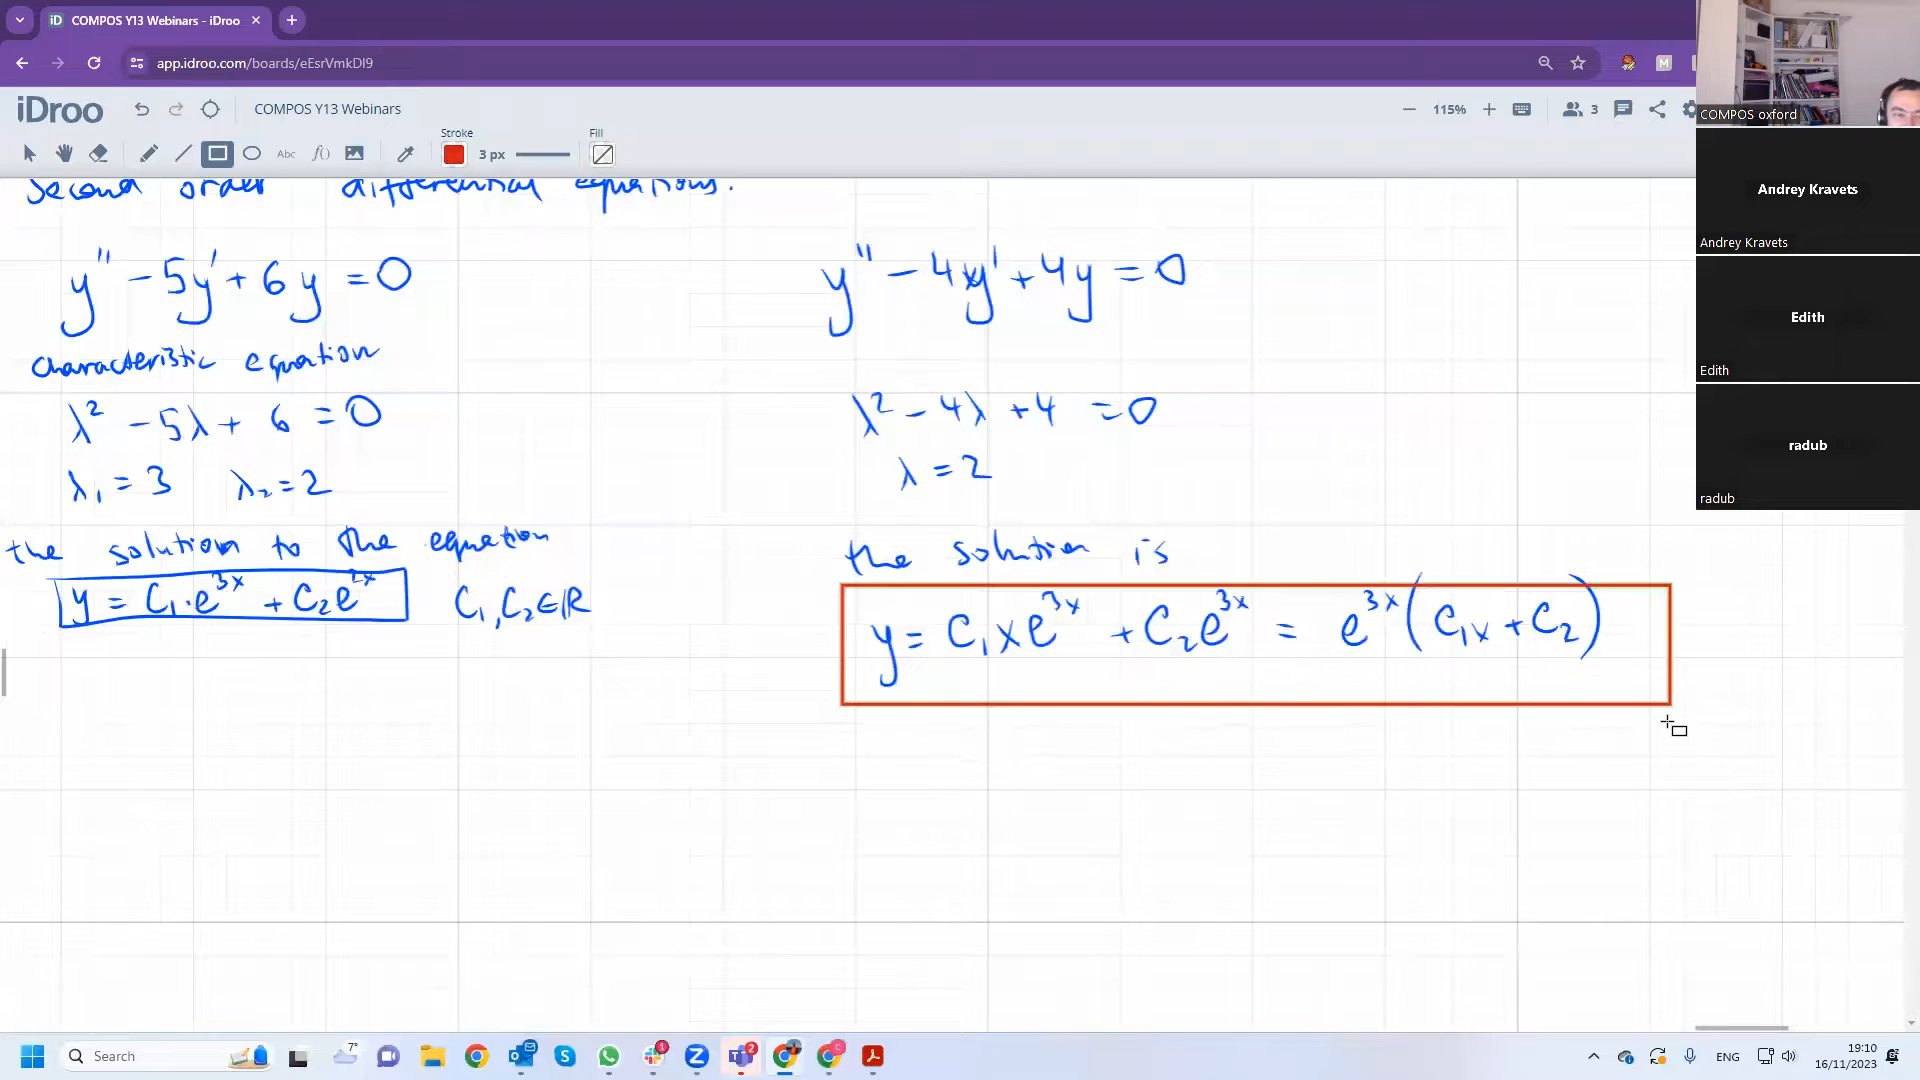 COMPOS Y13 Webinars - iDroo
app.idroo.com/boards/eEsrVmkDl9
iDroo
COMPOS Y13 Webinars
115%
3
Stroke
3 px
Fill
Abc
f()
Second order differential equations.
y'' - 5y' + 6y = 0
characteristic equation
λ² - 5λ + 6 = 0
λ₁ = 3 λ₂ = 2
the solution to the equation
y = C₁·e^{3x} + C₂e^{2x} C₁, C₂ ∈ ℝ
y'' - 4y' + 4y = 0
λ² - 4λ + 4 = 0
λ = 2
the solution is
y = C₁xe^{3x} + C₂e^{3x} = e^{3x}(C₁x + C₂)
COMPOS oxford
Andrey Kravets
Andrey Kravets
Edith
Edith
radub
radub
Search
7°
ENG
19:10
16/11/2023